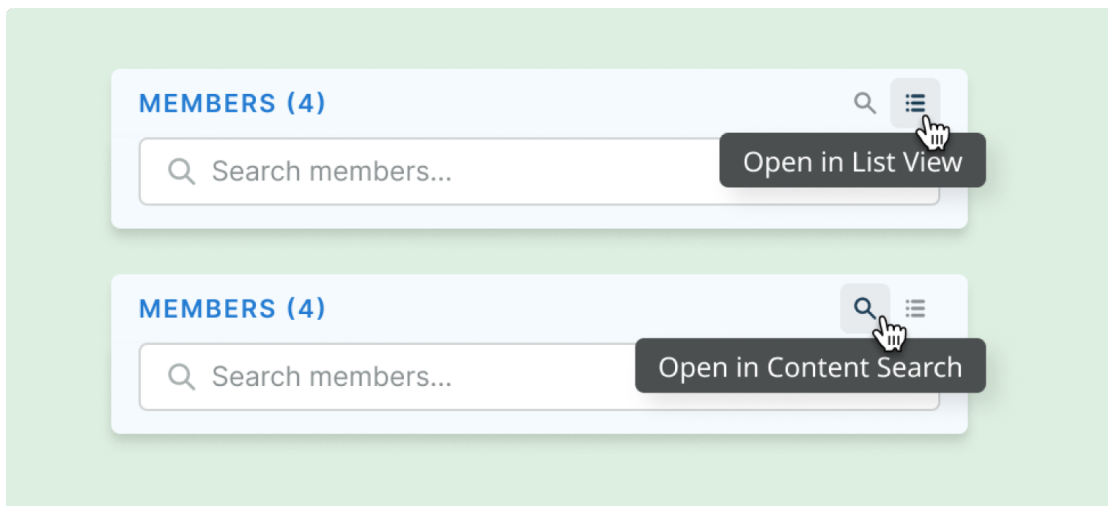 MEMBERS (4)
Search members...
Open in List View
MEMBERS (4)
Search members...
Open in Content Search